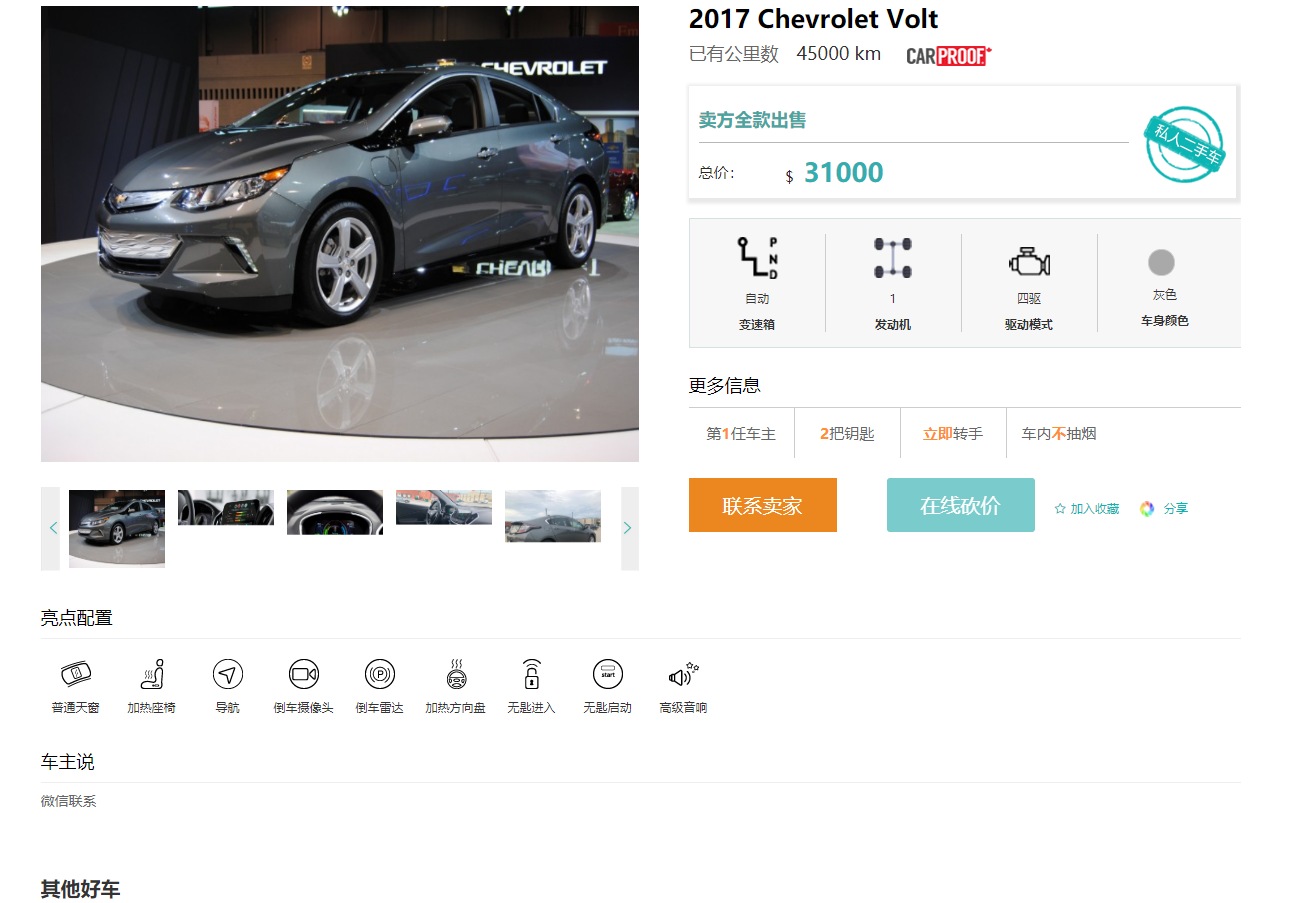 CHEVROLET
2017 Chevrolet Volt
已有公里数 45000 km CARPROOF
卖方全款出售
私人二手车
总价： $ 31000
P
N
D
自动 1 四驱 灰色
变速箱 发动机 驱动模式 车身颜色
更多信息
第1任车主 2把钥匙 立即转手 车内不抽烟
联系卖家 在线砍价 加入收藏 分享
亮点配置
P
start
普通天窗 加热座椅 导航 倒车摄像头 倒车雷达 加热方向盘 无匙进入 无匙启动 高级音响
车主说
微信联系
其他好车